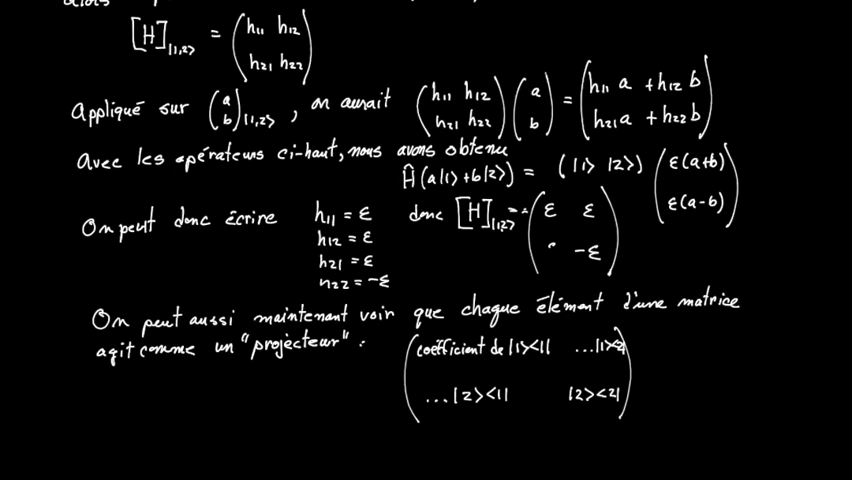 [H]|1,2> = (h11 h12
h21 h22)
Appliqué sur (a b)|1,2>, on aurait (h11 h12 h21 h22)(a b) = (h11 a + h12 b h21 a + h22 b)
Avec les opérateurs ci-haut, nous avons obtenu
Ĥ(a|1> + b|2>) = (|1> |2>) (ε(a+b) ε(a-b))
On peut donc écrire h11 = ε donc [H]|1,2> = (ε ε
h12 = ε
h21 = ε -ε)
h22 = -ε
On peut aussi maintenant voir que chaque élément d'une matrice
agit comme un "projecteur" : (coefficient de |1><1| ...|1><2|
...|2><1| |2><2|)